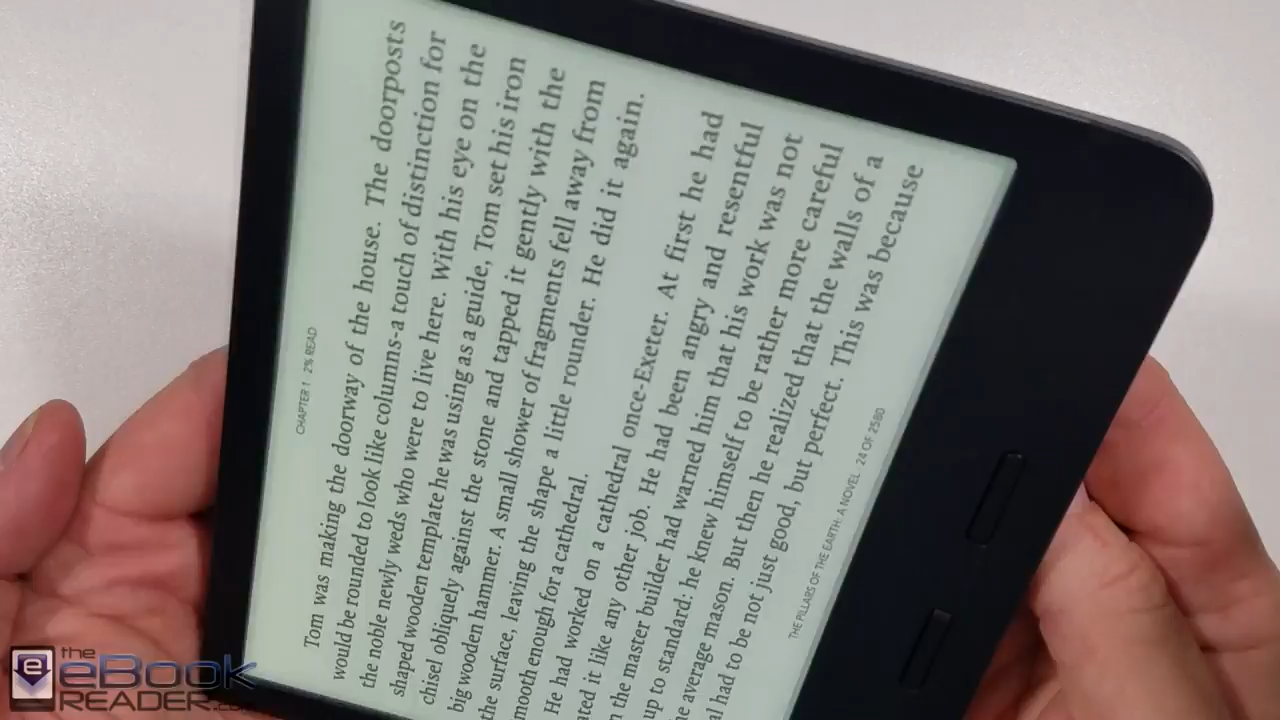 CHAPTER 1 · 2% READ
Tom was making the doorway of the house. The doorposts
would be rounded to look like columns-a touch of distinction for
the noble newly weds who were to live here. With his eye on the
shaped wooden template he was using as a guide, Tom set his iron
chisel obliquely against the stone and tapped it gently with the
big wooden hammer. A small shower of fragments fell away from
the surface, leaving the shape a little rounder. He did it again.
mooth enough for a cathedral.
He had worked on a cathedral once-Exeter. At first he had
ated it like any other job. He had been angry and resentful
n the master builder had warned him that his work was not
up to standard: he knew himself to be rather more careful
he average mason. But then he realized that the walls of a
al had to be not just good, but perfect. This was because
THE PILLARS OF THE EARTH: A NOVEL · 24 OF 2580
the
eBook
READER.com